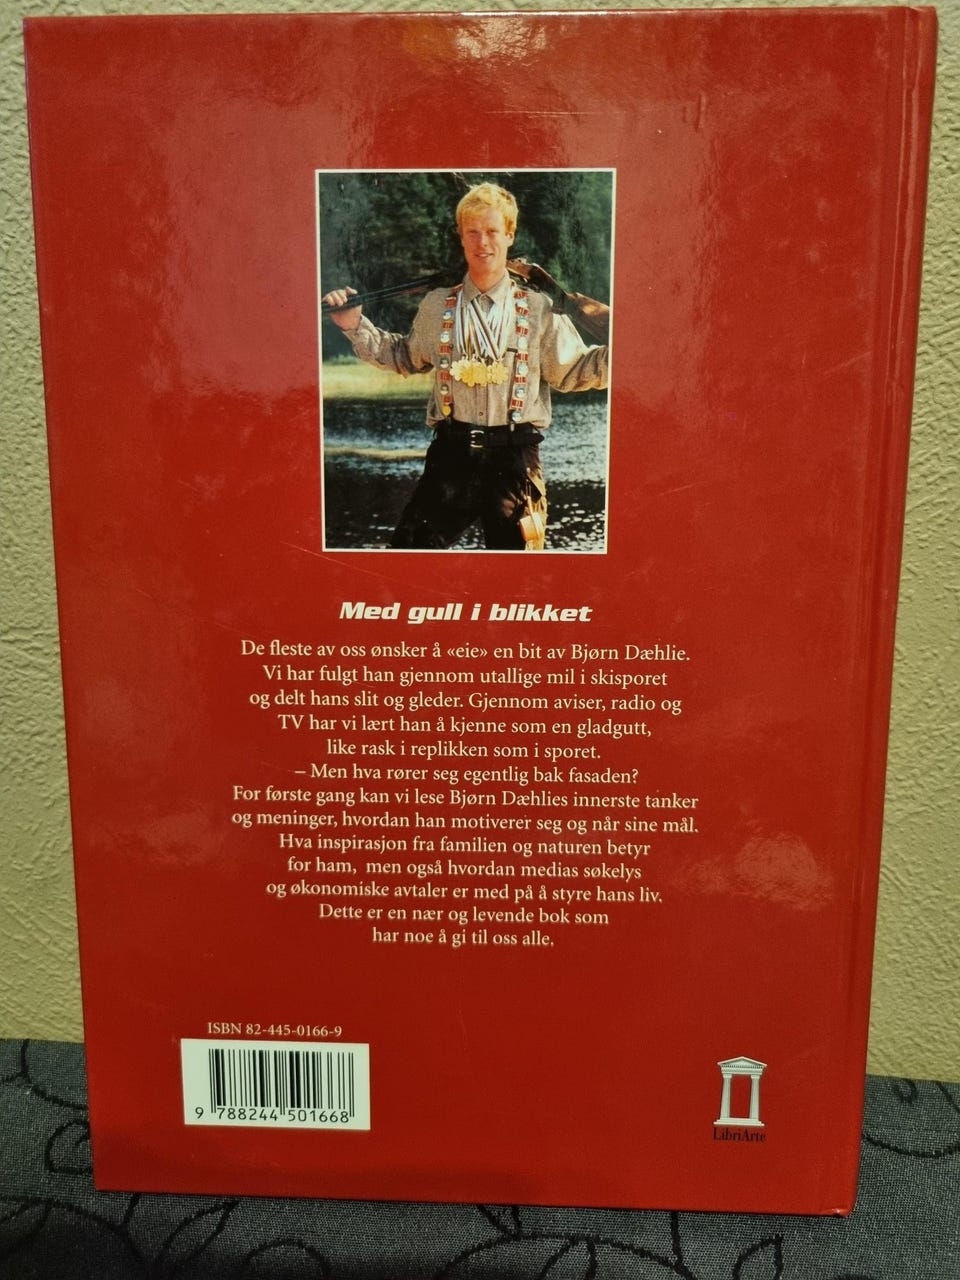 Med gull i blikket
De fleste av oss ønsker å «eie» en bit av Bjørn Dæhlie.
Vi har fulgt han gjennom utallige mil i skisporet
og delt hans slit og gleder. Gjennom aviser, radio og
TV har vi lært han å kjenne som en gladgutt,
like rask i replikken som i sporet.
– Men hva rører seg egentlig bak fasaden?
For første gang kan vi lese Bjørn Dæhlies innerste tanker
og meninger, hvordan han motiverer seg og når sine mål.
Hva inspirasjon fra familien og naturen betyr
for ham, men også hvordan medias søkelys
og økonomiske avtaler er med på å styre hans liv.
Dette er en nær og levende bok som
har noe å gi til oss alle.
ISBN 82-445-0166-9
9 788244 501668
LibriArte